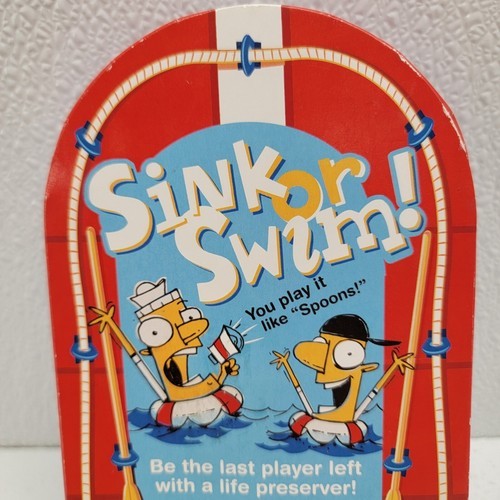 Sink or
Swim!
You play it
like "Spoons!"
Be the last player left
with a life preserver!